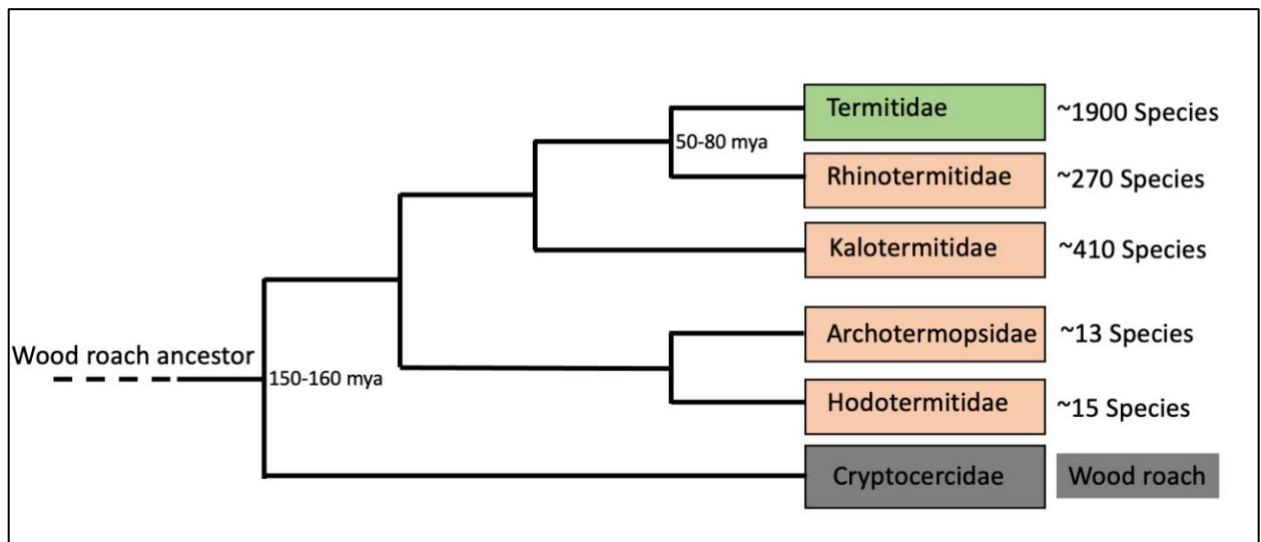 Termitidae ~1900 Species
50-80 mya
Rhinotermitidae ~270 Species
Kalotermitidae ~410 Species
Archotermopsidae ~13 Species
Wood roach ancestor
150-160 mya
Hodotermitidae ~15 Species
Cryptocercidae Wood roach